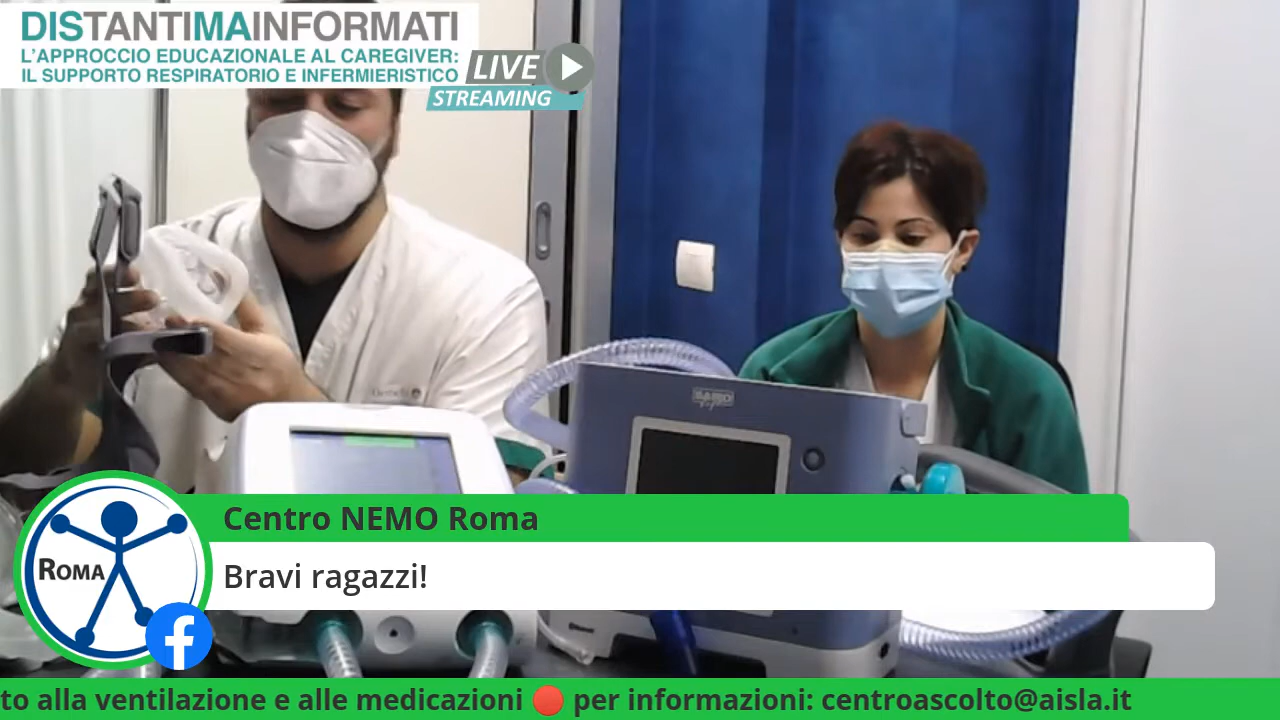 DISTANTIMAINFORMATI
L'APPROCCIO EDUCAZIONALE AL CAREGIVER:
IL SUPPORTO RESPIRATORIO E INFERMIERISTICO
LIVE
STREAMING
Centro NEMO Roma
Bravi ragazzi!
ROMA
to alla ventilazione e alle medicazioni 🔴 per informazioni: centroascolto@aisla.it